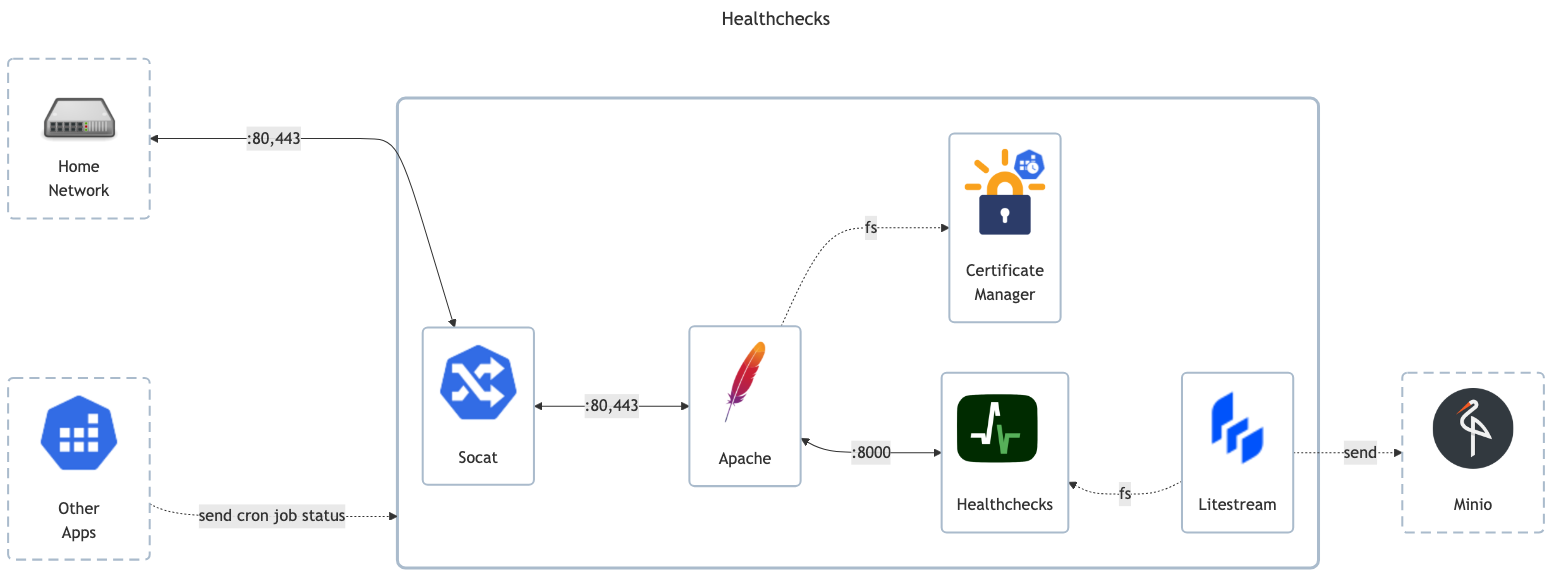 Healthchecks
Home
Network
:80,443
fs
Certificate
Manager
Socat
:80,443
Apache
:8000
Healthchecks
fs
Litestream
send
Minio
Other
Apps
send cron job status